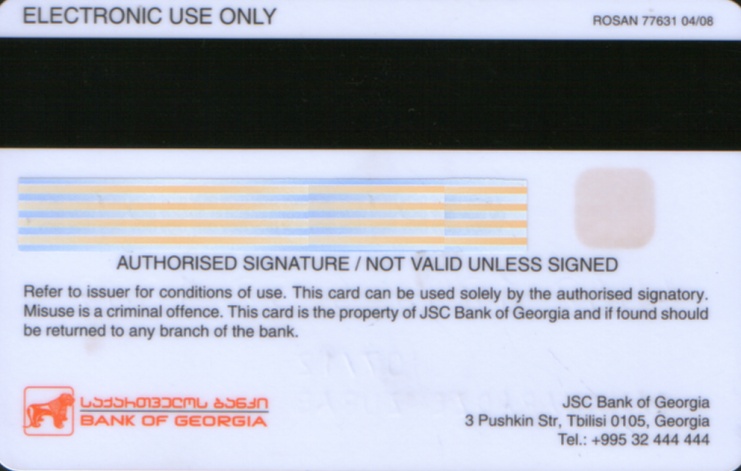 ELECTRONIC USE ONLY
ROSAN 77631 04/08
AUTHORISED SIGNATURE / NOT VALID UNLESS SIGNED
Refer to issuer for conditions of use. This card can be used solely by the authorised signatory.
Misuse is a criminal offence. This card is the property of JSC Bank of Georgia and if found should
be returned to any branch of the bank.
საქართველოს ბანკი
BANK OF GEORGIA
JSC Bank of Georgia
3 Pushkin Str, Tbilisi 0105, Georgia
Tel.: +995 32 444 444